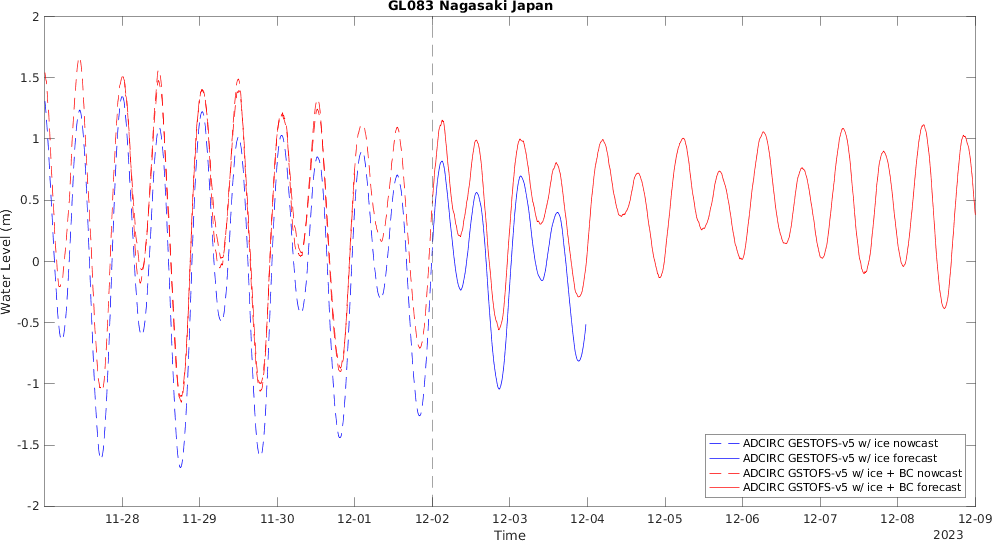 GL083 Nagasaki Japan
2
1.5
1
0.5
0
-0.5
-1
-1.5
-2
Water Level (m)
ADCIRC GESTOFS-v5 w/ ice nowcast
ADCIRC GESTOFS-v5 w/ ice forecast
ADCIRC GSTOFS-v5 w/ ice + BC nowcast
ADCIRC GSTOFS-v5 w/ ice + BC forecast
11-28 11-29 11-30 12-01 12-02 12-03 12-04 12-05 12-06 12-07 12-08 12-09
Time
2023